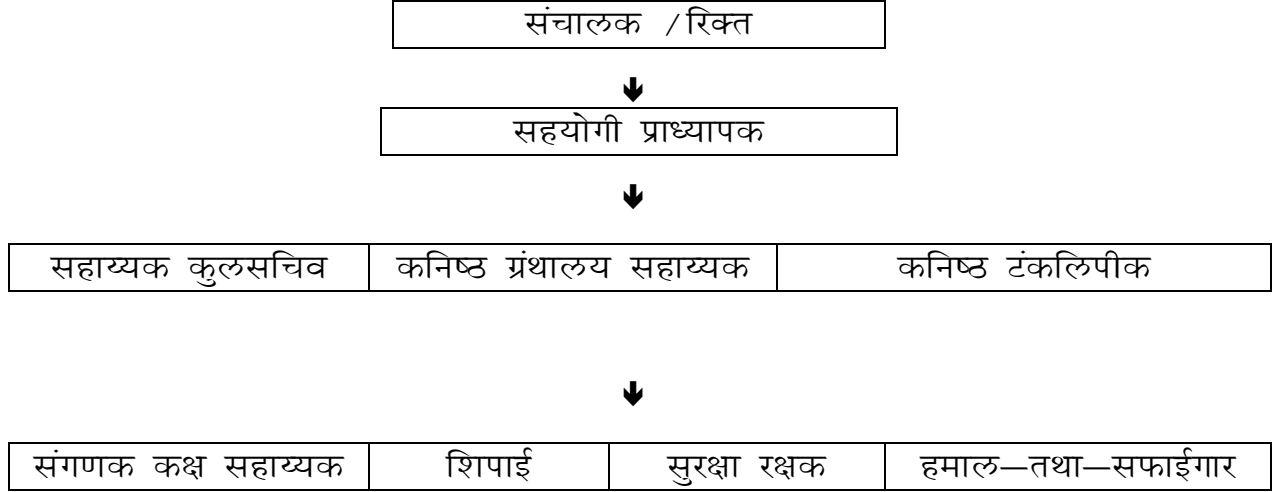 संचालक /रिक्त
सहयोगी प्राध्यापक
सहाय्यक कुलसचिव कनिष्ठ ग्रंथालय सहाय्यक कनिष्ठ टंकलिपीक
संगणक कक्ष सहाय्यक शिपाई सुरक्षा रक्षक हमाल—तथा—सफाईगार